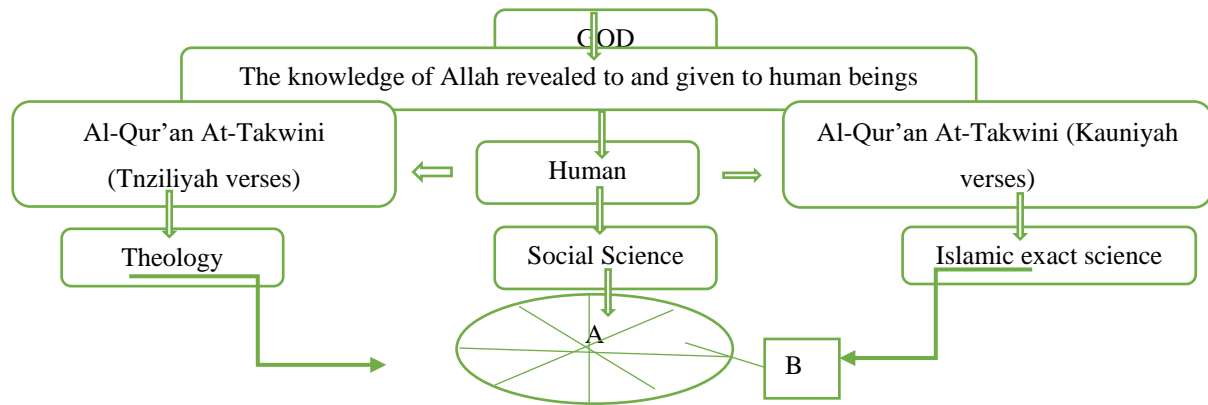 GOD
The knowledge of Allah revealed to and given to human beings
Al-Qur’an At-Takwini
(Tnziliyah verses)
Human
Al-Qur’an At-Takwini (Kauniyah
verses)
Theology
Social Science
Islamic exact science
A
B